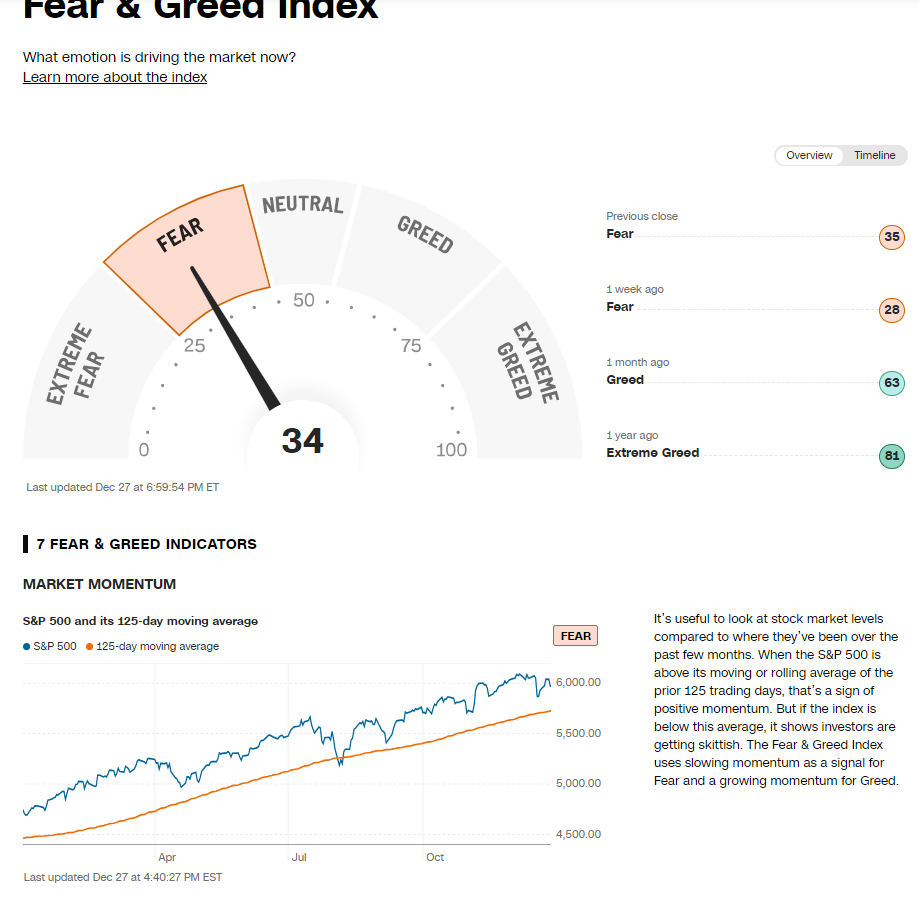 Fear & Greed Index
What emotion is driving the market now?
Learn more about the index
Overview
Timeline
EXTREME
FEAR
FEAR
NEUTRAL
GREED
EXTREME
GREED
0
25
50
75
100
34
Last updated Dec 27 at 6:59:54 PM ET
Previous close
Fear 35
1 week ago
Fear 28
1 month ago
Greed 63
1 year ago
Extreme Greed 81
7 FEAR & GREED INDICATORS
MARKET MOMENTUM
S&P 500 and its 125-day moving average
S&P 500 125-day moving average
FEAR
6,000.00
5,500.00
5,000.00
4,500.00
Apr Jul Oct
Last updated Dec 27 at 4:40:27 PM EST
It's useful to look at stock market levels
compared to where they've been over the
past few months. When the S&P 500 is
above its moving or rolling average of the
prior 125 trading days, that's a sign of
positive momentum. But if the index is
below this average, it shows investors are
getting skittish. The Fear & Greed Index
uses slowing momentum as a signal for
Fear and a growing momentum for Greed.